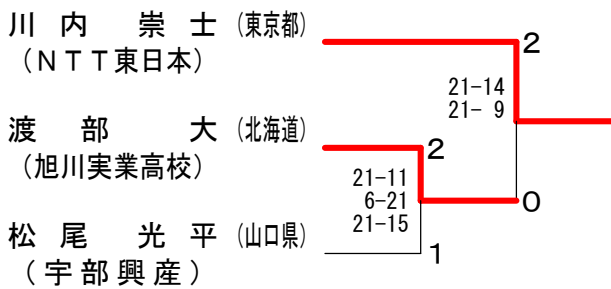 川内 崇士 (東京都)
(NTT東日本)
2
21-14
21- 9
渡部 大 (北海道)
(旭川実業高校)
2
21-11
6-21
21-15
0
松尾 光平 (山口県)
(宇部興産)
1